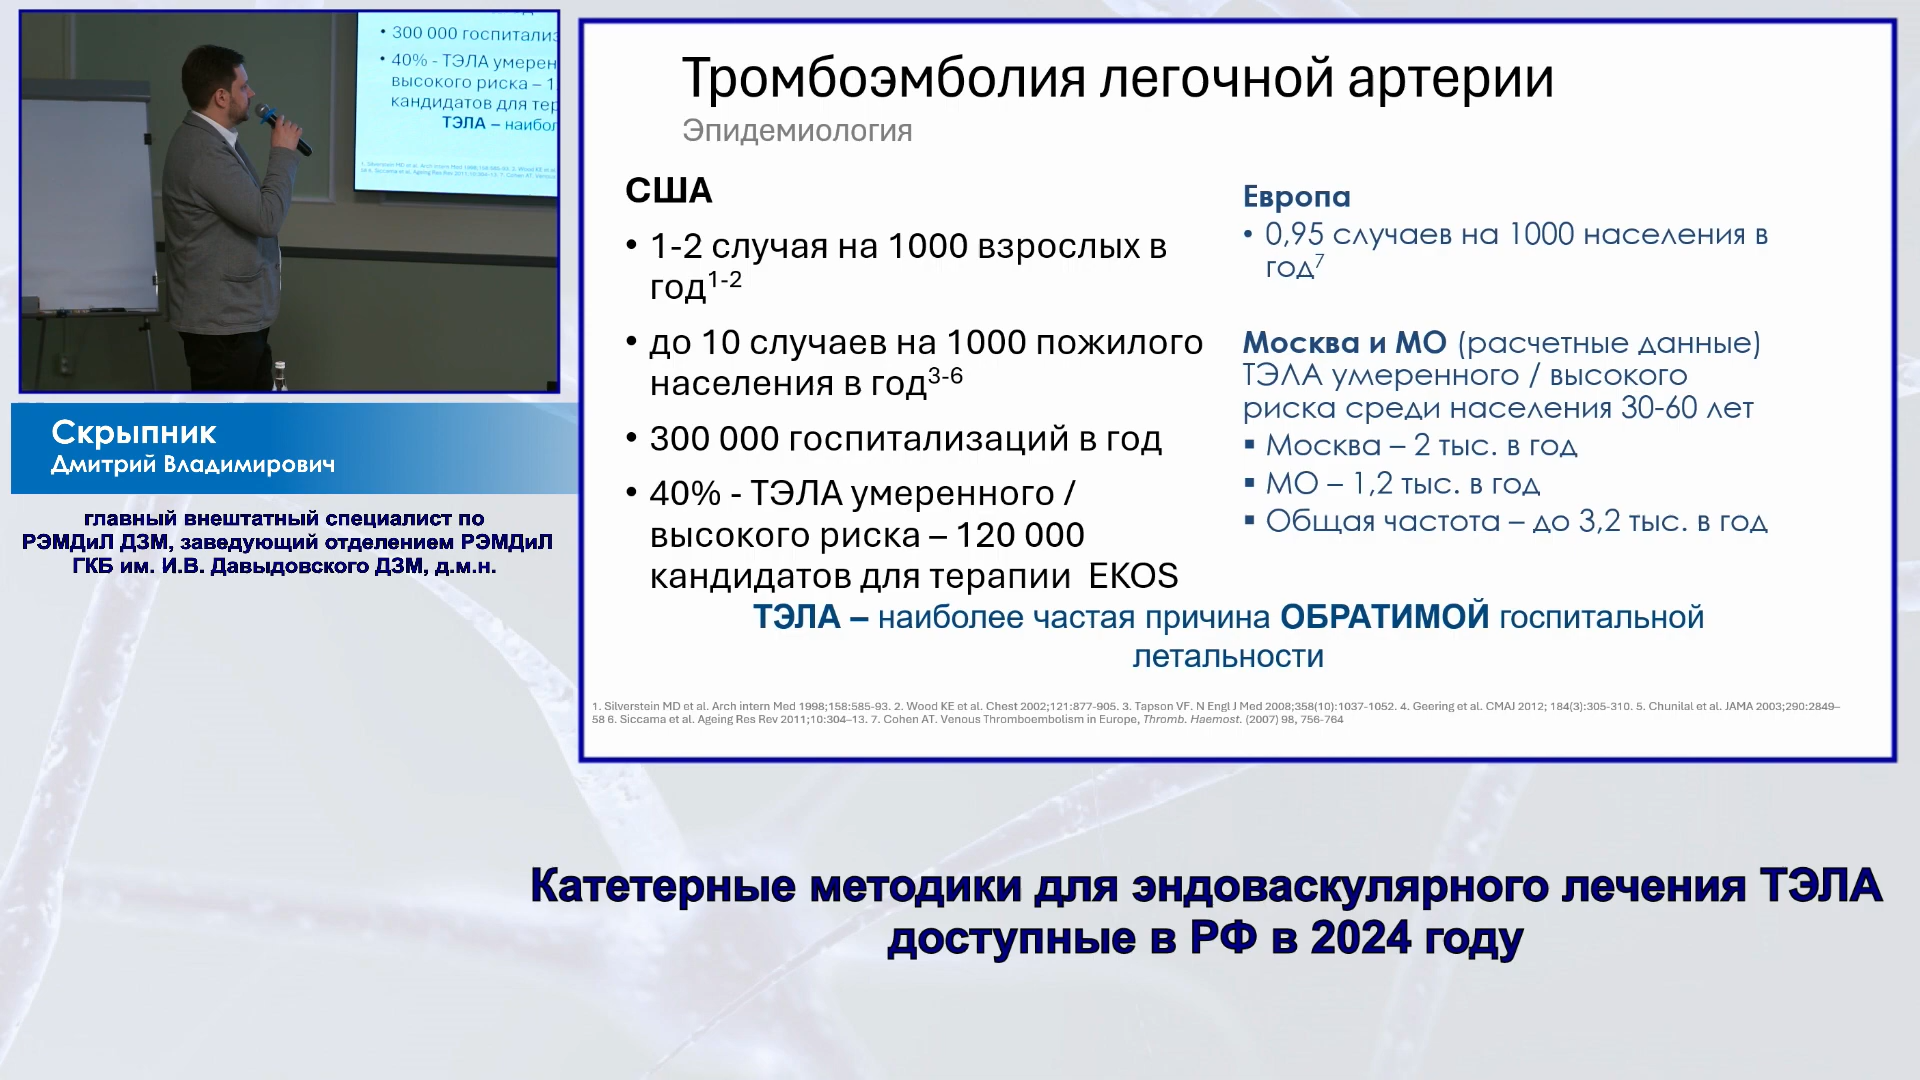 • 300 000 госпитализ
• 40% - ТЭЛА умерен
высокого риска – 1
кандидатов для тер
ТЭЛА – наибол
Скрыпник
Дмитрий Владимирович
главный внештатный специалист по
РЭМДиЛ ДЗМ, заведующий отделением РЭМДиЛ
ГКБ им. И.В. Давыдовского ДЗМ, д.м.н.
Тромбоэмболия легочной артерии
Эпидемиология
США
• 1-2 случая на 1000 взрослых в
год1-2
• до 10 случаев на 1000 пожилого
населения в год3-6
• 300 000 госпитализаций в год
• 40% - ТЭЛА умеренного /
высокого риска – 120 000
кандидатов для терапии EKOS
Европа
• 0,95 случаев на 1000 населения в
год7
Москва и МО (расчетные данные)
ТЭЛА умеренного / высокого
риска среди населения 30-60 лет
▪ Москва – 2 тыс. в год
▪ МО – 1,2 тыс. в год
▪ Общая частота – до 3,2 тыс. в год
ТЭЛА – наиболее частая причина ОБРАТИМОЙ госпитальной
летальности
1. Silverstein MD et al. Arch intern Med 1998;158:585-93. 2. Wood KE et al. Chest 2002;121:877-905. 3. Tapson VF. N Engl J Med 2008;358(10):1037-1052. 4. Geering et al. CMAJ 2012; 184(3):305-310. 5. Chunilal et al. JAMA 2003;290:2849–
58 6. Siccama et al. Ageing Res Rev 2011;10:304–13. 7. Cohen AT. Venous Thromboembolism in Europe, Thromb. Haemost. (2007) 98, 756-764
Катетерные методики для эндоваскулярного лечения ТЭЛА
доступные в РФ в 2024 году